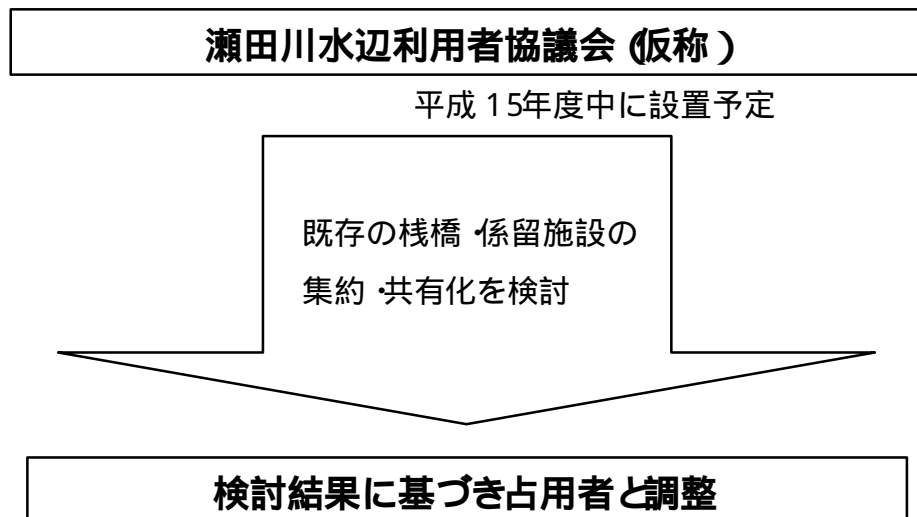 瀬田川水辺利用者協議会(仮称)
平成15年度中に設置予定
既存の桟橋・係留施設の
集約・共有化を検討
検討結果に基づき占用者と調整